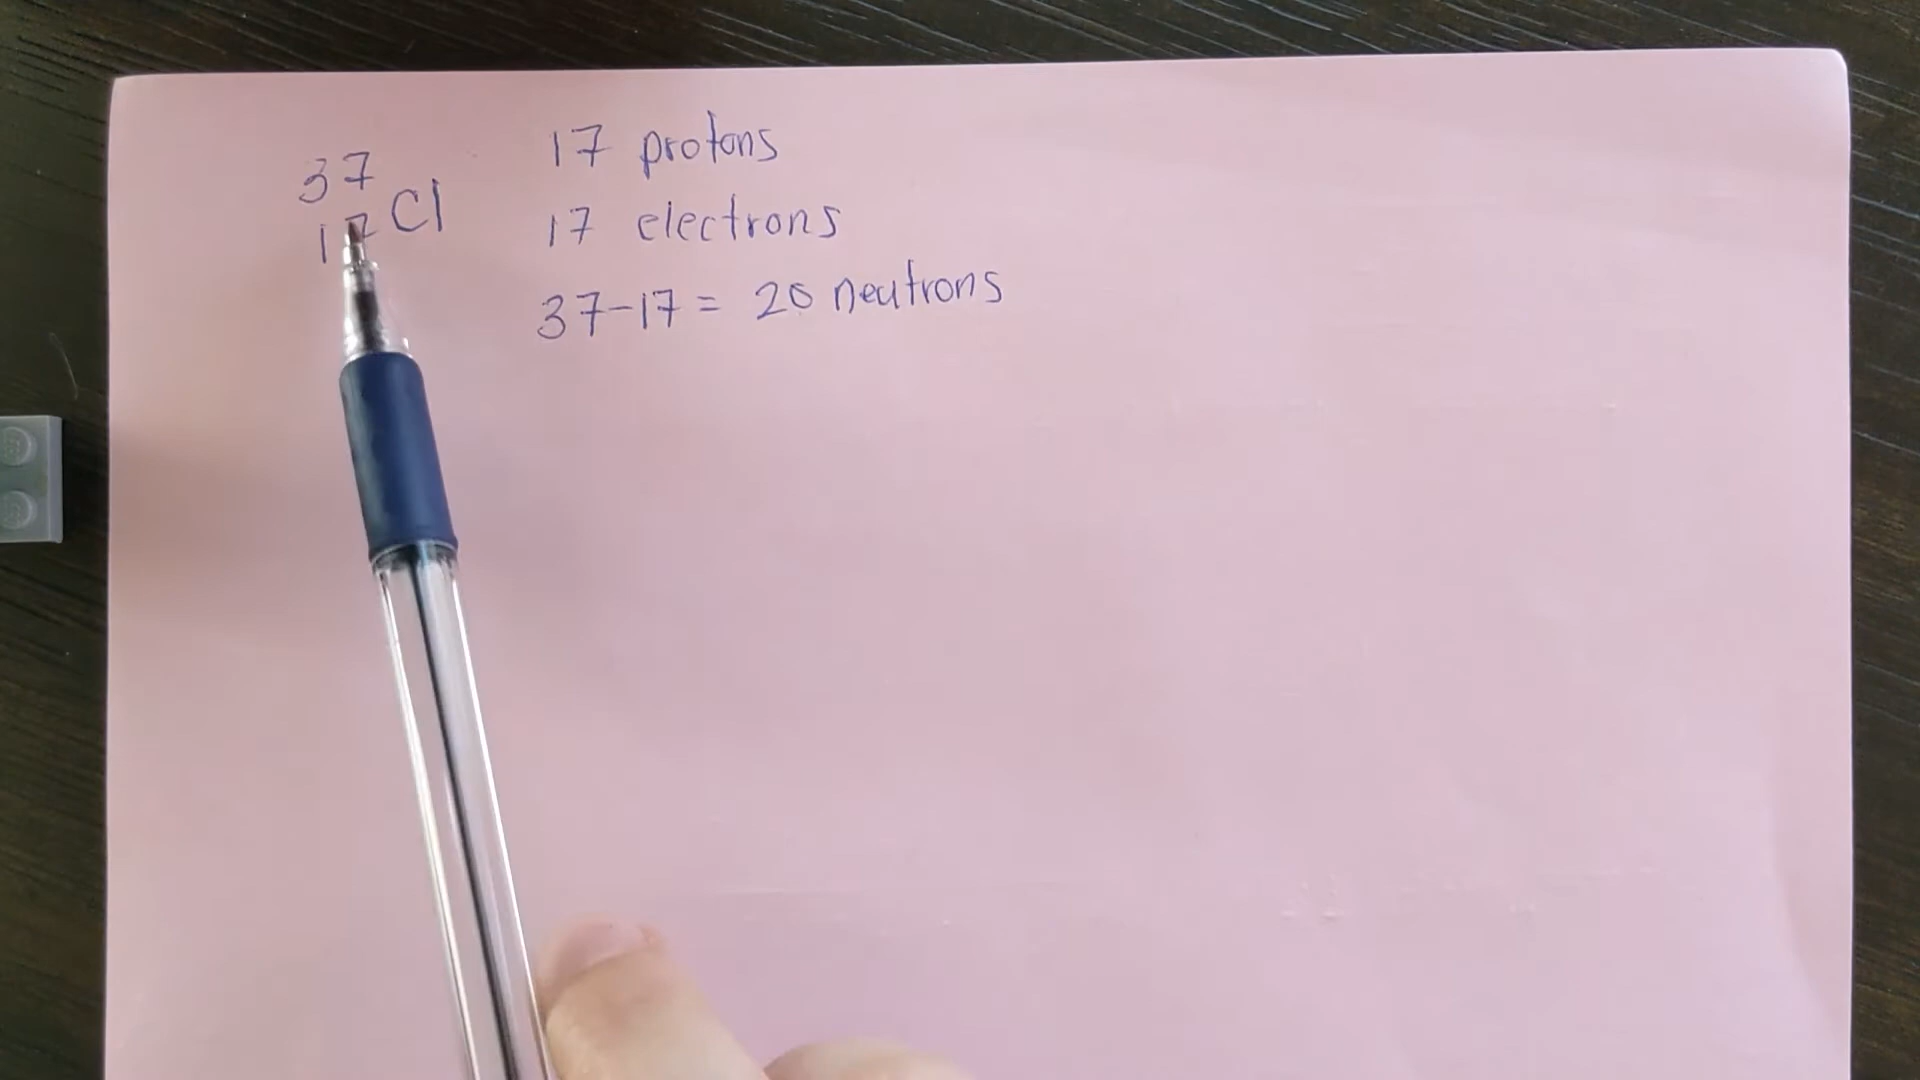 37
17 Cl
17 protons
17 electrons
37-17 = 20 neutrons